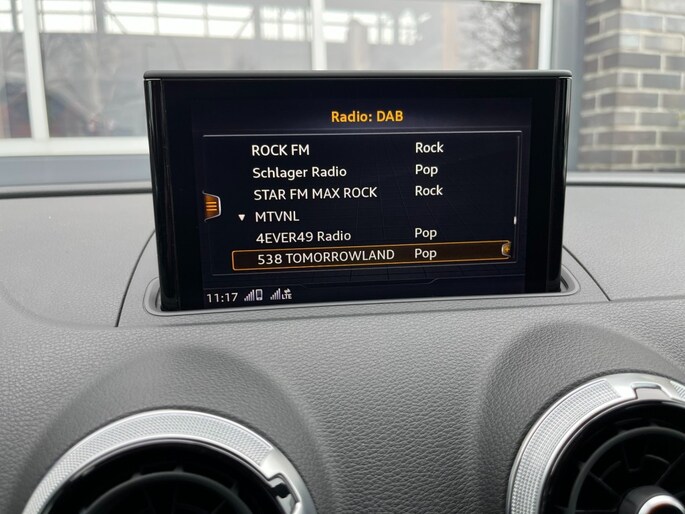 Radio: DAB
ROCK FM Rock
Schlager Radio Pop
STAR FM MAX ROCK Rock
MTVNL
4EVER49 Radio Pop
538 TOMORROWLAND Pop
11:17 LTE